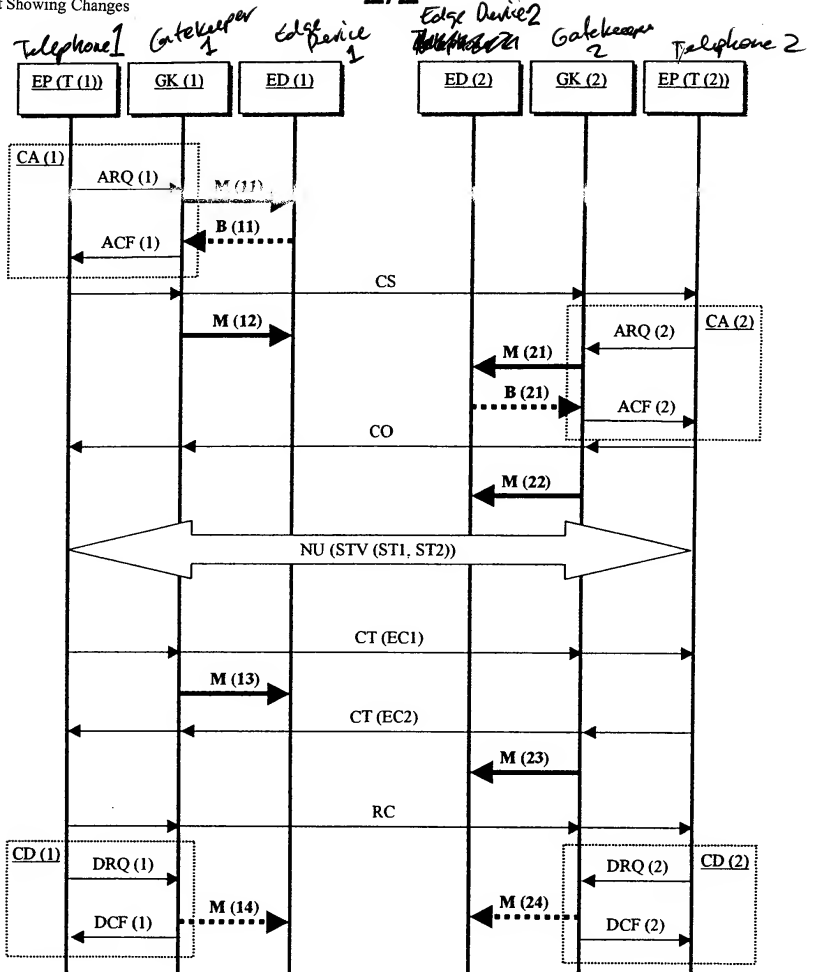 t Showing Changes
Telephone 1
Gatekeeper 1
Edge Device 1
Edge Device 2
Gatekeeper 2
Telephone 2
EP (T (1))
GK (1)
ED (1)
ED (2)
GK (2)
EP (T (2))
CA (1)
ARQ (1)
M (11)
B (11)
ACF (1)
CS
M (12)
CA (2)
ARQ (2)
M (21)
B (21)
ACF (2)
CO
M (22)
NU (STV (ST1, ST2))
CT (EC1)
M (13)
CT (EC2)
M (23)
RC
CD (1)
DRQ (1)
DRQ (2)
CD (2)
M (14)
M (24)
DCF (1)
DCF (2)